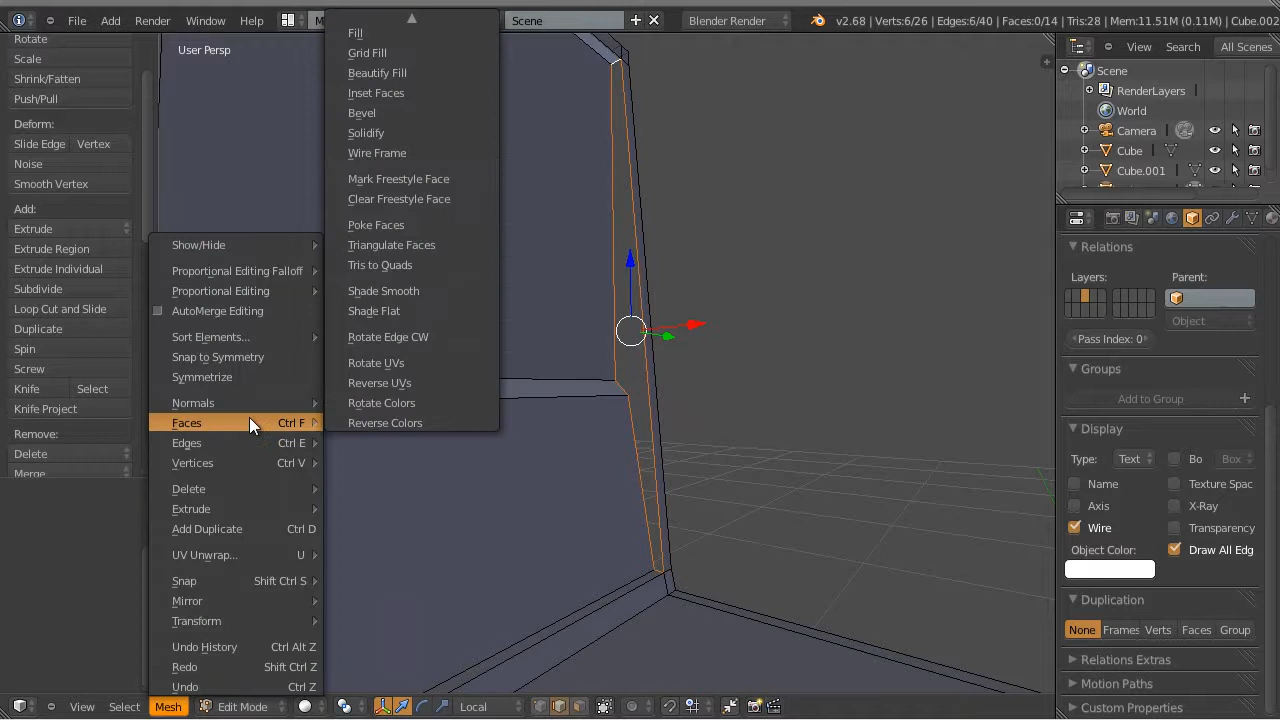 File Add Render Window Help M Scene Blender Render v2.68 | Verts:6/26 | Edges:6/40 | Faces:0/14 | Tris:28 | Mem:11.51M (0.11M) | Cube.002
Rotate
Scale
Shrink/Fatten
Push/Pull
Deform:
Slide Edge Vertex
Noise
Smooth Vertex
Add:
Extrude
Extrude Region
Extrude Individual
Subdivide
Loop Cut and Slide
Duplicate
Spin
Screw
Knife Select
Knife Project
Remove:
Delete
Merge
User Persp
Show/Hide
Proportional Editing Falloff
Proportional Editing
AutoMerge Editing
Sort Elements...
Snap to Symmetry
Symmetrize
Normals
Faces Ctrl F
Edges Ctrl E
Vertices Ctrl V
Delete
Extrude
Add Duplicate Ctrl D
UV Unwrap... U
Snap Shift Ctrl S
Mirror
Transform
Undo History Ctrl Alt Z
Redo Shift Ctrl Z
Undo Ctrl Z
Fill
Grid Fill
Beautify Fill
Inset Faces
Bevel
Solidify
Wire Frame
Mark Freestyle Face
Clear Freestyle Face
Poke Faces
Triangulate Faces
Tris to Quads
Shade Smooth
Shade Flat
Rotate Edge CW
Rotate UVs
Reverse UVs
Rotate Colors
Reverse Colors
View Select Mesh Edit Mode Local
View Search All Scenes
Scene
RenderLayers
World
Camera
Cube
Cube.001
Relations
Layers: Parent:
Object
Pass Index: 0
Groups
Add to Group
Display
Type: Text Bo Box
Name Texture Spac
Axis X-Ray
Wire Transparency
Object Color: Draw All Edg
Duplication
None Frames Verts Faces Group
Relations Extras
Motion Paths
Custom Properties